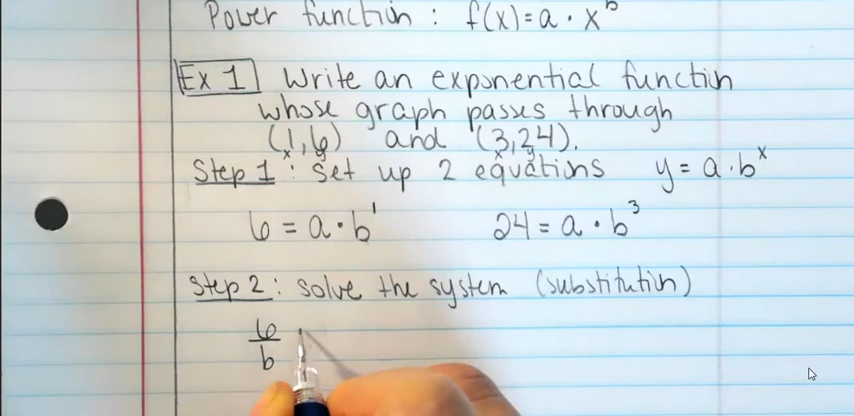 Power function : f(x) = a · x^b
Ex 1 Write an exponential function
whose graph passes through
(1,6) and (3,24).
x y x y
Step 1 : Set up 2 equations y = a · b^x
6 = a · b^1 24 = a · b^3
Step 2 : solve the system (substitution)
6/b